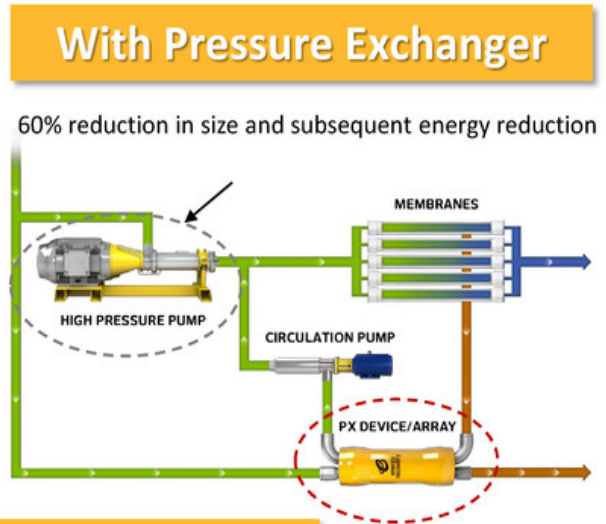 With Pressure Exchanger
60% reduction in size and subsequent energy reduction
MEMBRANES
HIGH PRESSURE PUMP
CIRCULATION PUMP
PX DEVICE/ARRAY